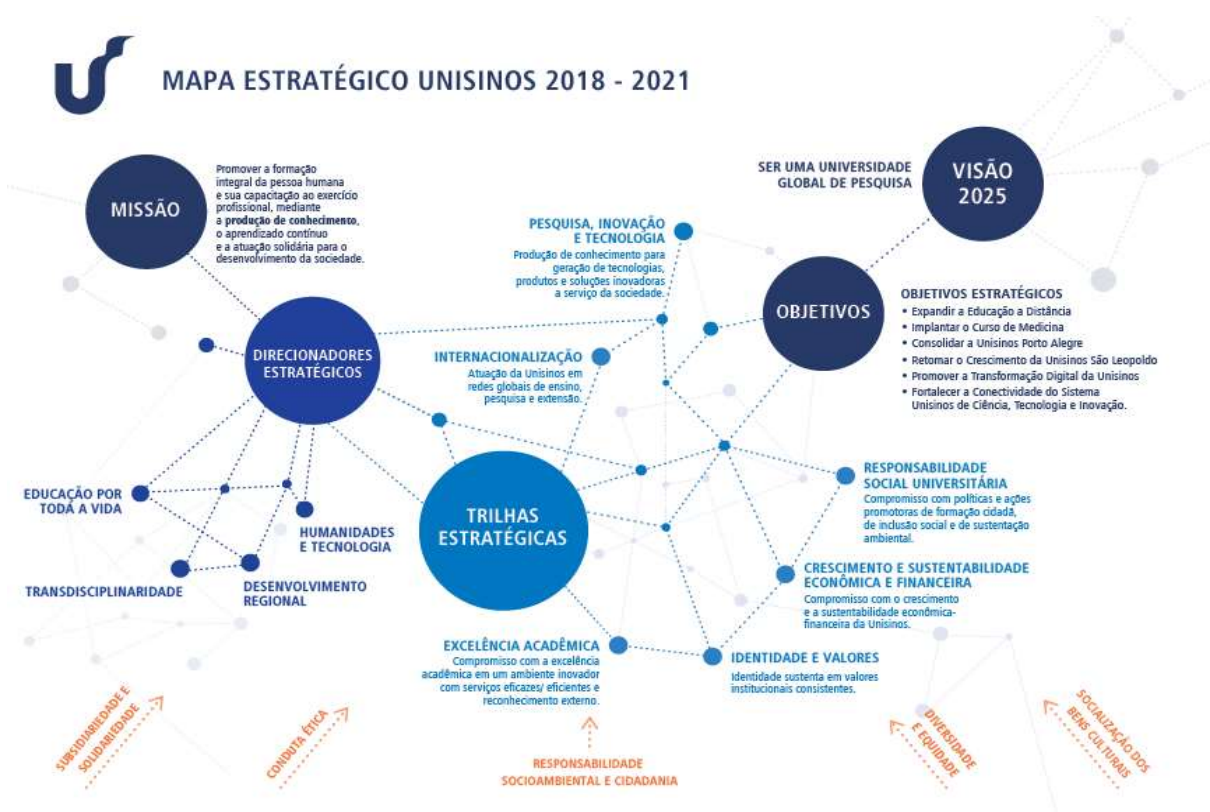 MAPA ESTRATÉGICO UNISINOS 2018 - 2021
MISSÃO
Promover a formação
integral da pessoa humana
e sua capacitação ao exercício
profissional, mediante
a produção de conhecimento,
o aprendizado contínuo
e a atuação solidária para o
desenvolvimento da sociedade.
SER UMA UNIVERSIDADE
GLOBAL DE PESQUISA
VISÃO
2025
PESQUISA, INOVAÇÃO
E TECNOLOGIA
Produção de conhecimento para
geração de tecnologias,
produtos e soluções inovadoras
a serviço da sociedade.
OBJETIVOS
OBJETIVOS ESTRATÉGICOS
• Expandir a Educação a Distância
• Implantar o Curso de Medicina
• Consolidar a Unisinos Porto Alegre
• Retomar o Crescimento da Unisinos São Leopoldo
• Promover a Transformação Digital da Unisinos
• Fortalecer a Conectividade do Sistema
Unisinos de Ciência, Tecnologia e Inovação.
DIRECIONADORES
ESTRATÉGICOS
INTERNACIONALIZAÇÃO
Atuação da Unisinos em
redes globais de ensino,
pesquisa e extensão.
EDUCAÇÃO POR
TODA A VIDA
HUMANIDADES
E TECNOLOGIA
TRANSDISCIPLINARIDADE
DESENVOLVIMENTO
REGIONAL
TRILHAS
ESTRATÉGICAS
RESPONSABILIDADE
SOCIAL UNIVERSITÁRIA
Compromisso com políticas e ações
promotoras de formação cidadã,
de inclusão social e de sustentação
ambiental.
CRESCIMENTO E SUSTENTABILIDADE
ECONÔMICA E FINANCEIRA
Compromisso com o crescimento
e a sustentabilidade econômica-
financeira da Unisinos.
EXCELÊNCIA ACADÊMICA
Compromisso com a excelência
acadêmica em um ambiente inovador
com serviços eficazes/ eficientes e
reconhecimento externo.
IDENTIDADE E VALORES
Identidade sustenta em valores
institucionais consistentes.
SUBSIDIARIEDADE E
SOLIDARIEDADE
CONDUTA ÉTICA
RESPONSABILIDADE
SOCIOAMBIENTAL E CIDADANIA
DIVERSIDADE
E EQUIDADE
SOCIALIZAÇÃO DOS
BENS CULTURAIS